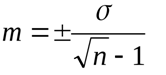 m = ± σ / √n - 1